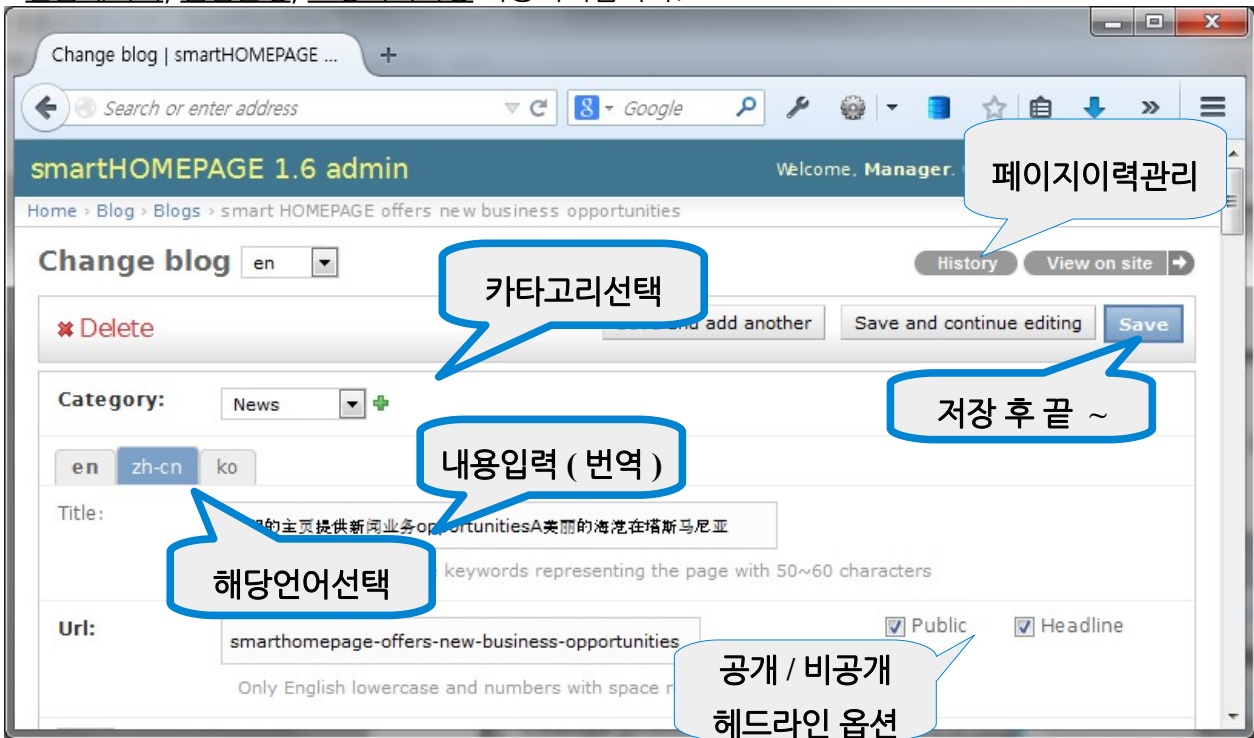 Change blog | smartHOMEPAGE ...
Search or enter address
Google
smartHOMEPAGE 1.6 admin
Welcome, Manager.
페이지이력관리
Home › Blog › Blogs › smart HOMEPAGE offers new business opportunities
Change blog en
History
View on site
카타고리선택
Delete
and add another
Save and continue editing
Save
Category:
News
저장 후 끝 ~
en zh-cn ko
내용입력 ( 번역 )
Title:
的主页提供新闻业务opportunitiesA美丽的海港在塔斯马尼亚
해당언어선택
keywords representing the page with 50~60 characters
Url:
smarthomepage-offers-new-business-opportunities
Public
Headline
Only English lowercase and numbers with space
공개 / 비공개
헤드라인 옵션